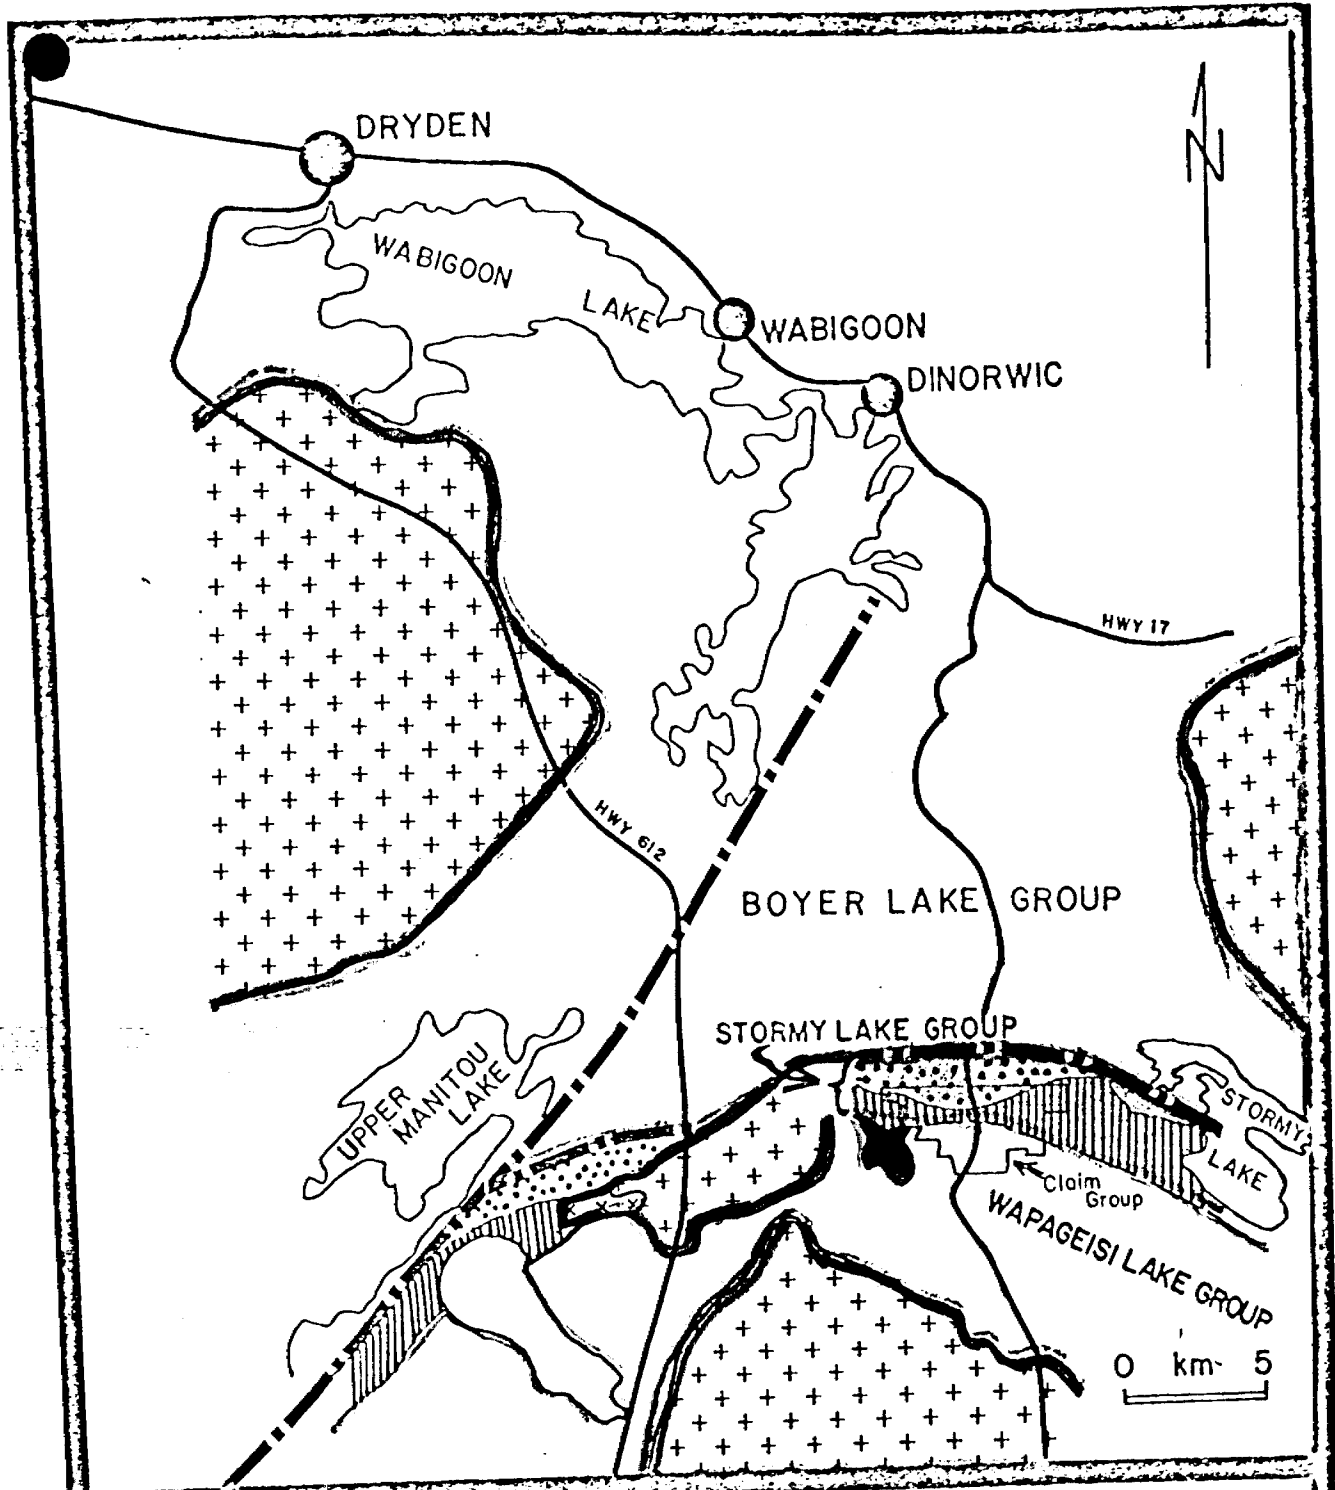 N
DRYDEN
WABIGOON
LAKE
WABIGOON
DINORWIC
HWY 17
HWY 612
BOYER LAKE GROUP
STORMY LAKE GROUP
UPPER
MANITOU
LAKE
STORMY
LAKE
Claim
Group
WAPAGEISI LAKE GROUP
0 km 5